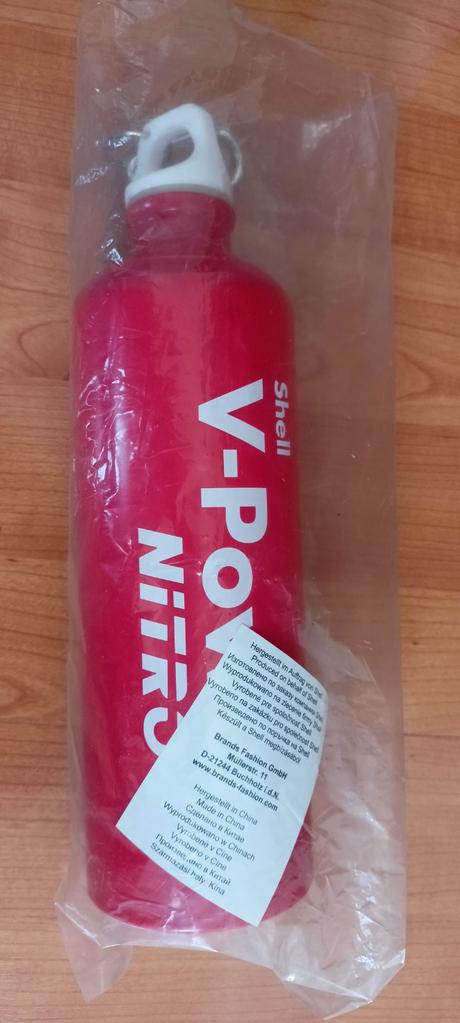 Shell
V-Pow
NiTRO
Hergestellt im Auftrag von Shell
Produced on behalf of Shell
Изготовлено по заказу компании Shell
Wyprodukowano na zlecenie firmy Shell
Vyrobené pre spoločnosť Shell
Vyrobeno na zakázku pro společnost Shell
Произведено по поръчка на Shell
Készült a Shell megbízásából
Brands Fashion GmbH
Müllerstr. 11
D-21244 Buchholz i.d.N.
www.brands-fashion.com
Hergestellt in China
Made in China
Сделано в Китае
Wyprodukowano w Chinach
Vyrobené v Číne
Vyrobeno v Číně
Произведено в Китай
Származási hely: Kína